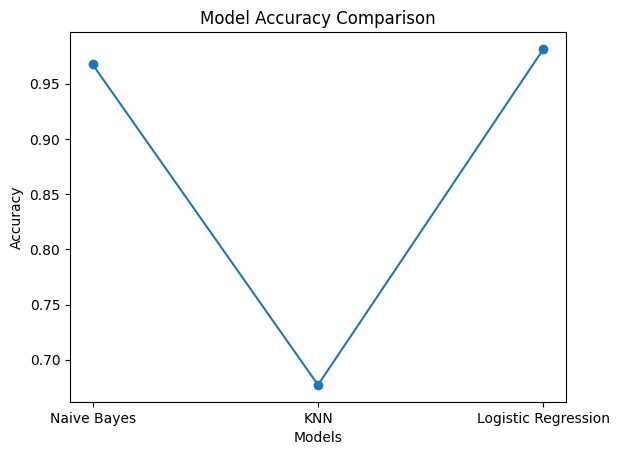 Model Accuracy Comparison
Accuracy
0.95
0.90
0.85
0.80
0.75
0.70
Naive Bayes KNN Logistic Regression
Models